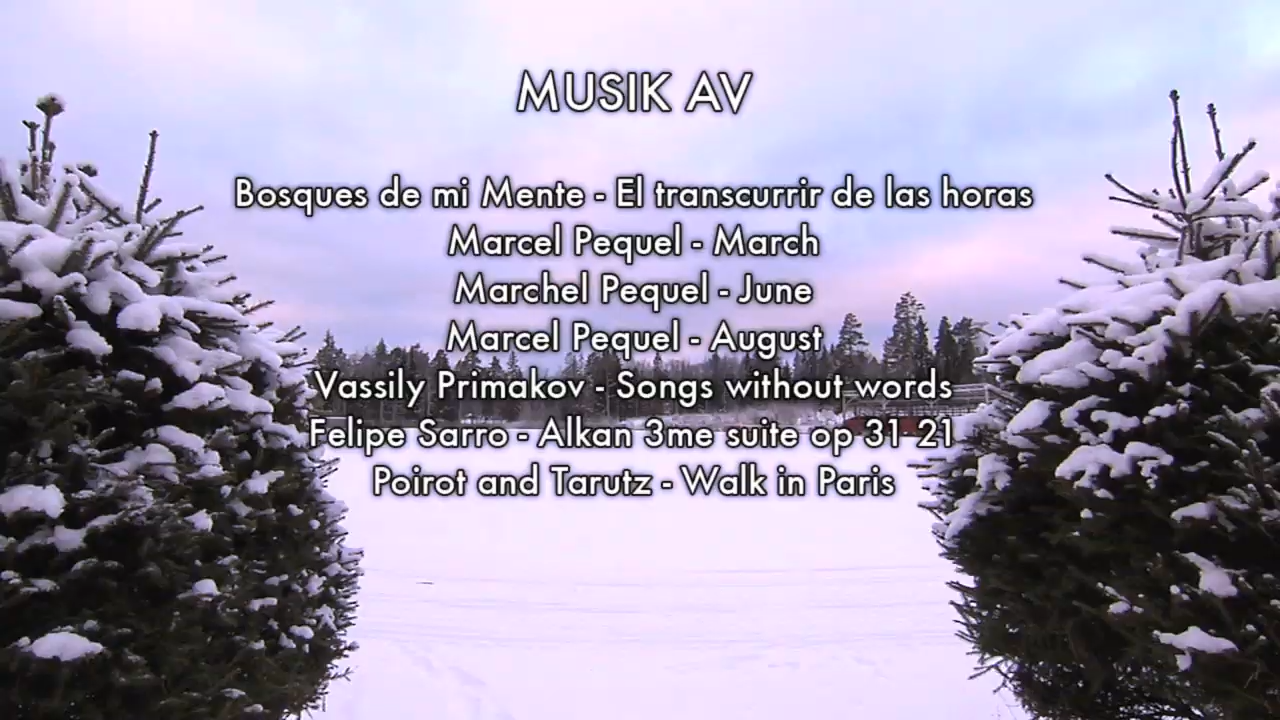 MUSIK AV
Bosques de mi Mente - El transcurrir de las horas
Marcel Pequel - March
Marchel Pequel - June
Marcel Pequel - August
Vassily Primakov - Songs without words
Felipe Sarro - Alkan 3me suite op 31 21
Poirot and Tarutz - Walk in Paris